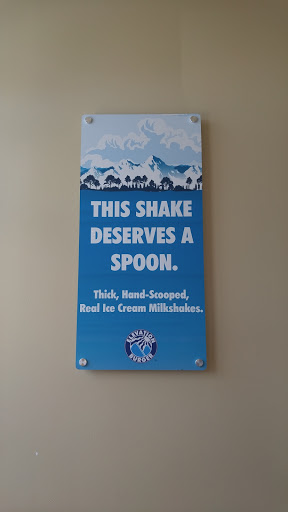 THIS SHAKE
DESERVES A
SPOON.
Thick, Hand-Scooped,
Real Ice Cream Milkshakes.
ELEVATION
BURGER